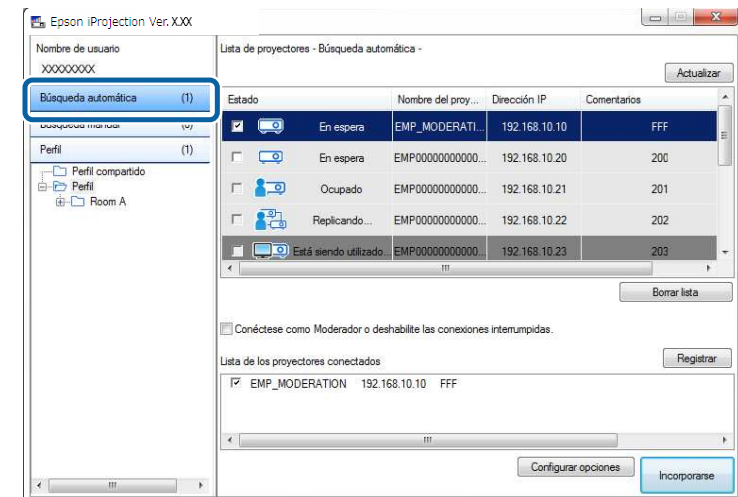 Epson iProjection Ver. X.XX
Nombre de usuario
XXXXXXXX
Búsqueda automática (1)
Búsqueda manual (0)
Perfil (1)
Perfil compartido
Perfil
Room A
Lista de proyectores - Búsqueda automática -
Actualizar
Estado Nombre del proy... Dirección IP Comentarios
En espera EMP_MODERATI... 192.168.10.10 FFF
En espera EMP00000000000... 192.168.10.20 200
Ocupado EMP00000000000... 192.168.10.21 201
Replicando... EMP00000000000... 192.168.10.22 202
Está siendo utilizado... EMP00000000000... 192.168.10.23 203
Borrar lista
Conéctese como Moderador o deshabilite las conexiones interrumpidas.
Lista de los proyectores conectados
Registrar
EMP_MODERATION 192.168.10.10 FFF
Configurar opciones
Incorporarse